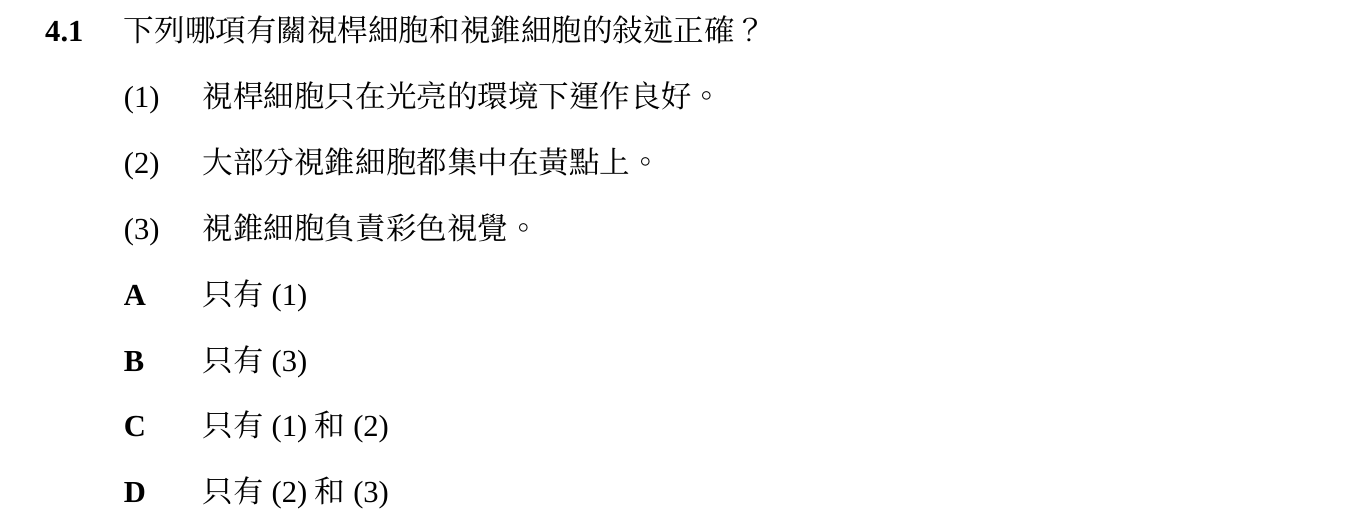 4.1 下列哪項有關視桿細胞和視錐細胞的敍述正確？
(1) 視桿細胞只在光亮的環境下運作良好。
(2) 大部分視錐細胞都集中在黃點上。
(3) 視錐細胞負責彩色視覺。
A 只有 (1)
B 只有 (3)
C 只有 (1) 和 (2)
D 只有 (2) 和 (3)